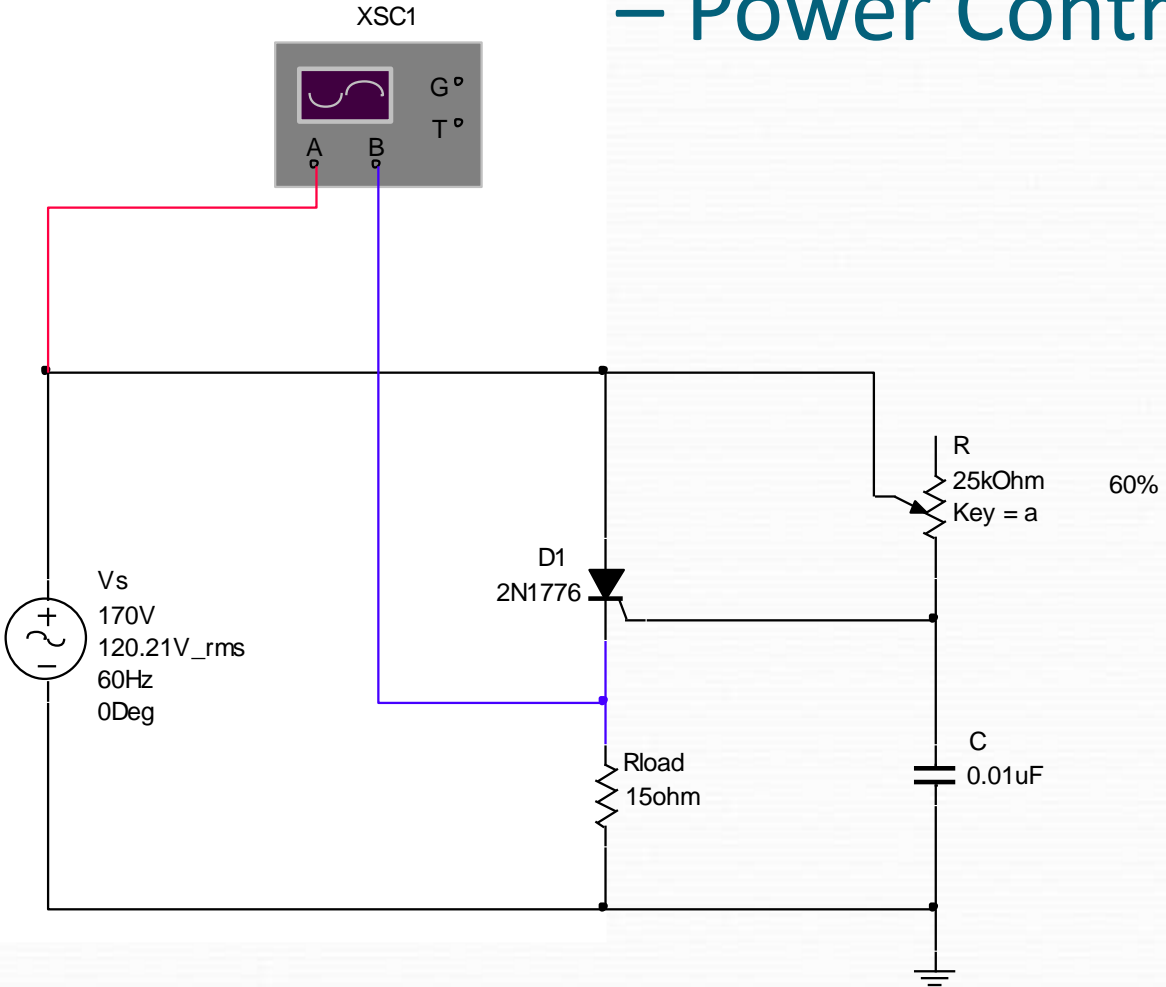 – Power Contr
XSC1
G
T
A B
R
25kOhm 60%
Key = a
D1
2N1776
Vs
170V
120.21V_rms
60Hz
0Deg
C
0.01uF
Rload
15ohm